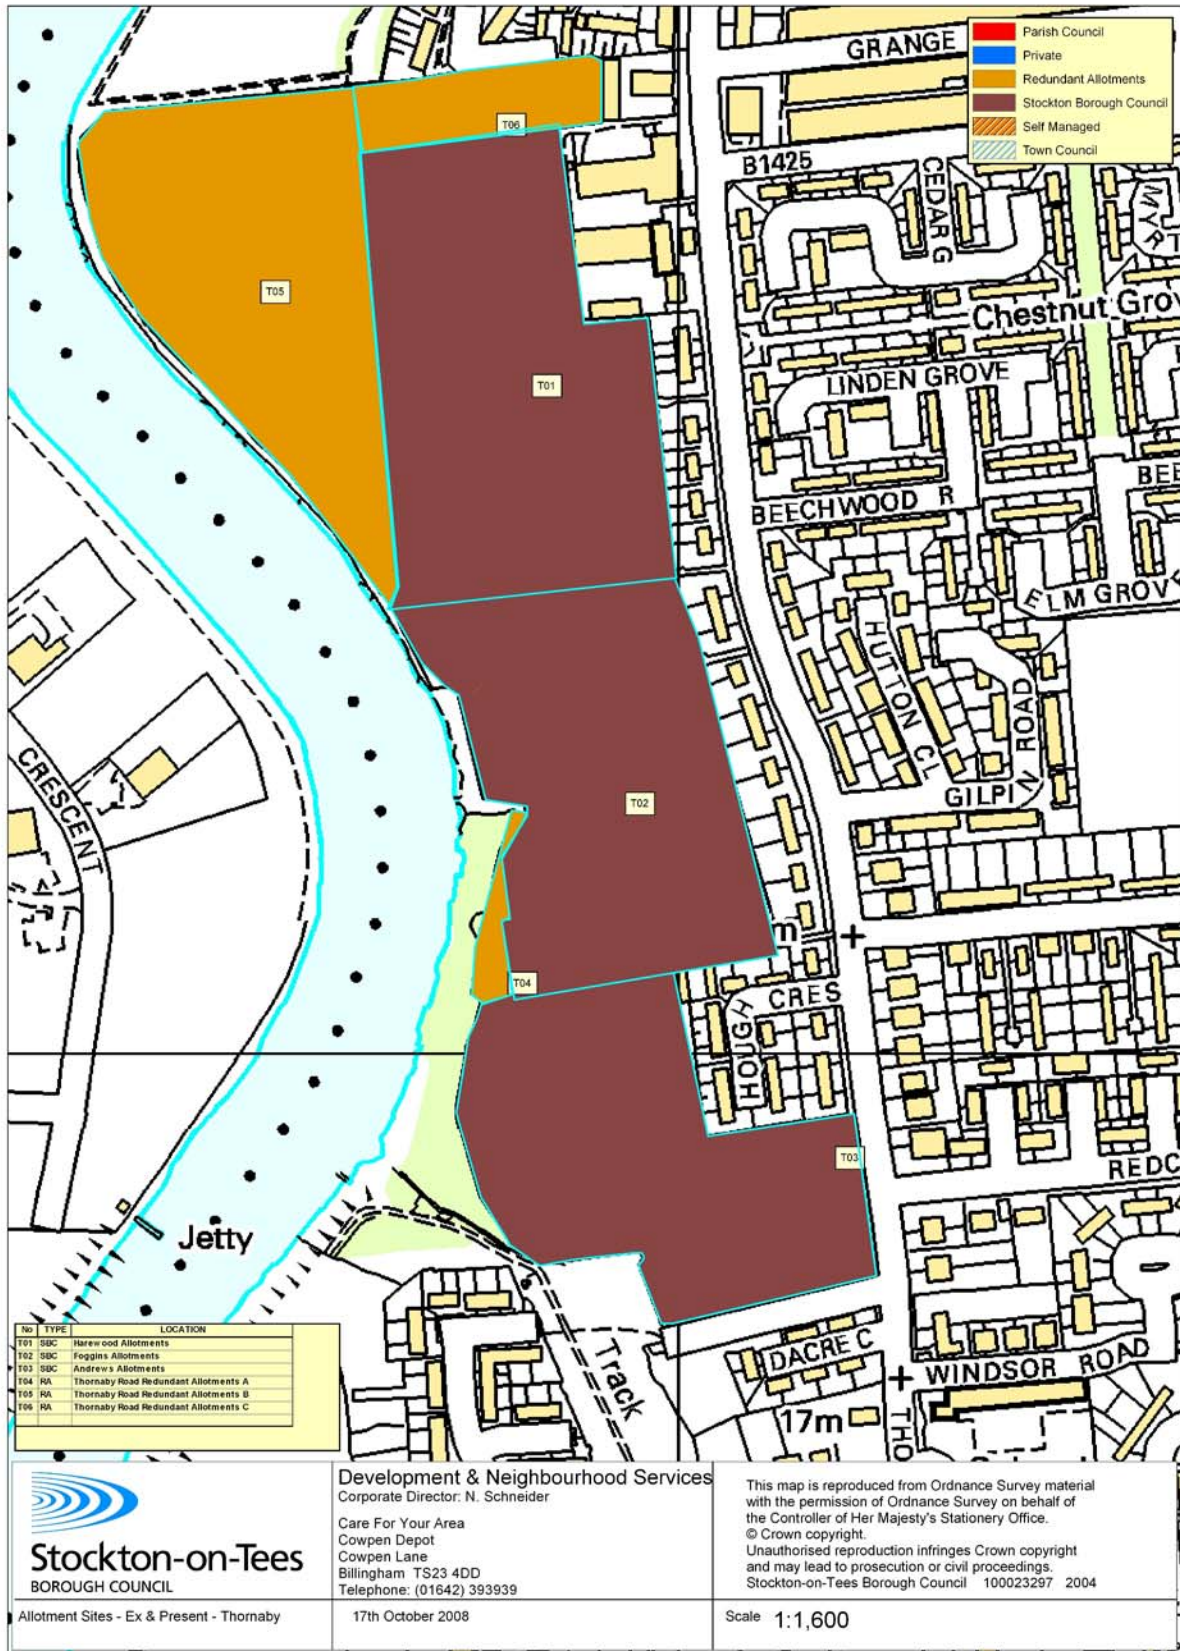 GRANGE
Parish Council
Private
Redundant Allotments
Stockton Borough Council
Self Managed
Town Council
T06
B1425
CEDAR G
MYRT
T05
Chestnut Grov
T01
LINDEN GROVE
BEECHWOOD R
BEE
ELM GROVE
HUTTON CL
ROAD
GILPIN
CRESCENT
T02
m
T04
HOUGH
CRES
T03
REDC
Jetty
No TYPE LOCATION
T01 SBC Harewood Allotments
T02 SBC Foggins Allotments
T03 SBC Andrews Allotments
T04 RA Thornaby Road Redundant Allotments A
T05 RA Thornaby Road Redundant Allotments B
T06 RA Thornaby Road Redundant Allotments C
Track
DACRE C
WINDSOR ROAD
17m
THO
Stockton-on-Tees
BOROUGH COUNCIL
Development & Neighbourhood Services
Corporate Director: N. Schneider
Care For Your Area
Cowpen Depot
Cowpen Lane
Billingham TS23 4DD
Telephone: (01642) 393939
This map is reproduced from Ordnance Survey material
with the permission of Ordnance Survey on behalf of
the Controller of Her Majesty's Stationery Office.
© Crown copyright.
Unauthorised reproduction infringes Crown copyright
and may lead to prosecution or civil proceedings.
Stockton-on-Tees Borough Council 100023297 2004
Allotment Sites - Ex & Present - Thornaby
17th October 2008
Scale 1:1,600